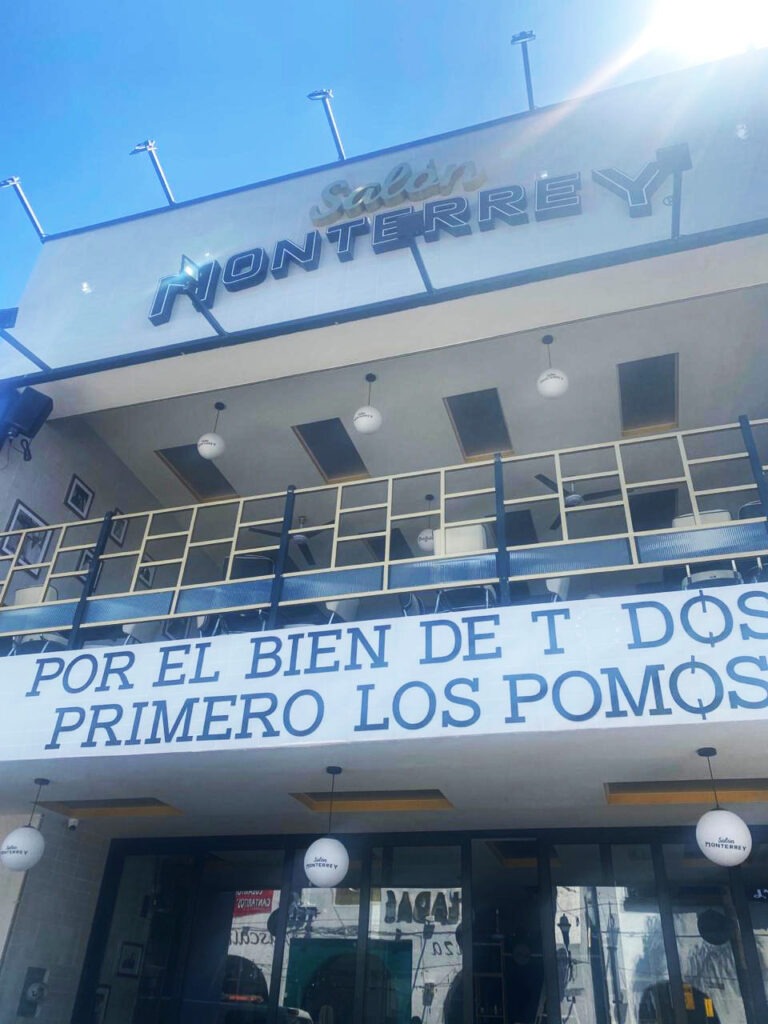 Salón
MONTERREY
POR EL BIEN DE T DOS
PRIMERO LOS POMOS
Salón
MONTERREY
Salón
MONTERREY
Salón
MONTERREY